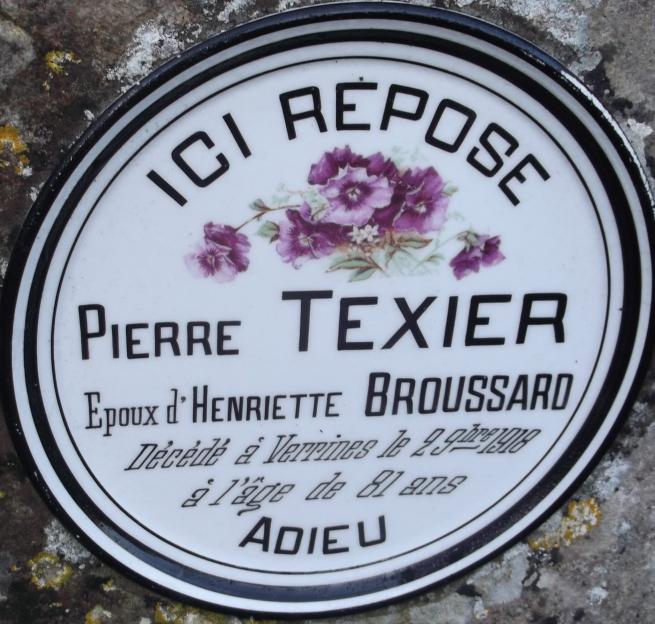 ICI REPOSE
PIERRE TEXIER
Epoux d'HENRIETTE BROUSSARD
Décédé à Verrines le 2 9bre 1918
à l'âge de 81 ans
ADIEU